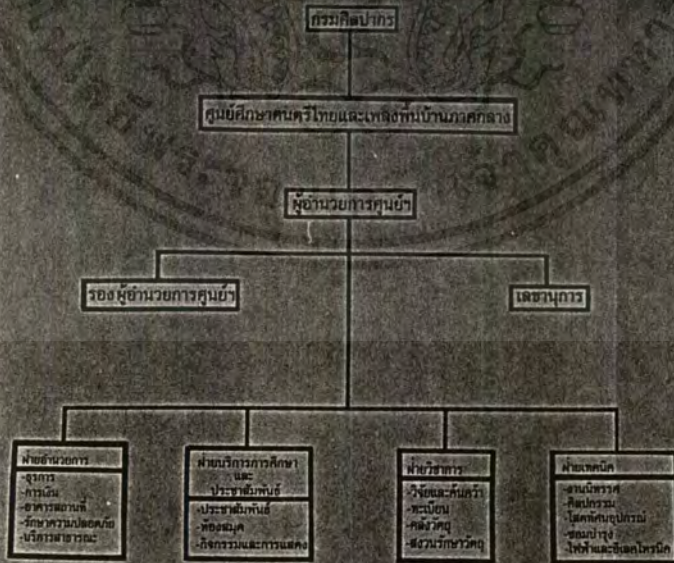 กรมศิลปากร
ศูนย์ศึกษาดนตรีไทยและเพลงพื้นบ้านภาคกลาง
ผู้อำนวยการศูนย์ฯ
รองผู้อำนวยการศูนย์ฯ
เลขานุการ
ฝ่ายอำนวยการ
-ธุรการ
-การเงิน
-อาคารสถานที่
-รักษาความปลอดภัย
-บริการสาธารณะ
ฝ่ายบริการการศึกษา
และ
ประชาสัมพันธ์
-ประชาสัมพันธ์
-ห้องสมุด
-กิจกรรมและการแสดง
ฝ่ายวิชาการ
-วิจัยและค้นคว้า
-ทะเบียน
-คลังวัตถุ
-สงวนรักษาวัตถุ
ฝ่ายเทคนิค
-งานนิทรรศ
-ศิลปกรรม
-โสตทัศนอุปกรณ์
-ซ่อมบำรุง
-ไฟฟ้าและอิเลคโทรนิค